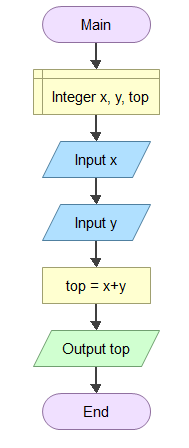 Main
Integer x, y, top
Input x
Input y
top = x+y
Output top
End